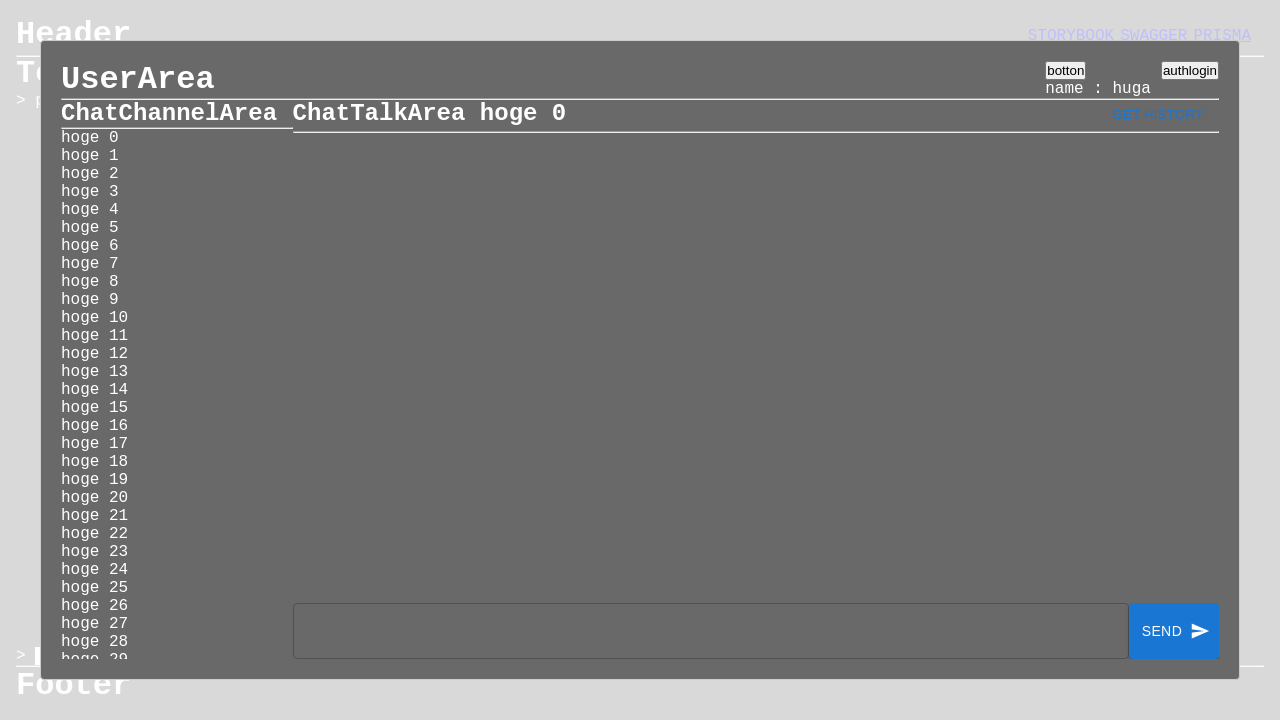 Header
STORYBOOK SWAGGER PRISMA
UserArea
botton
authlogin
name : huga
ChatChannelArea
ChatTalkArea hoge 0
GET HISTORY
hoge 0
hoge 1
hoge 2
hoge 3
hoge 4
hoge 5
hoge 6
hoge 7
hoge 8
hoge 9
hoge 10
hoge 11
hoge 12
hoge 13
hoge 14
hoge 15
hoge 16
hoge 17
hoge 18
hoge 19
hoge 20
hoge 21
hoge 22
hoge 23
hoge 24
hoge 25
hoge 26
hoge 27
hoge 28
hoge 29
SEND
>
Footer